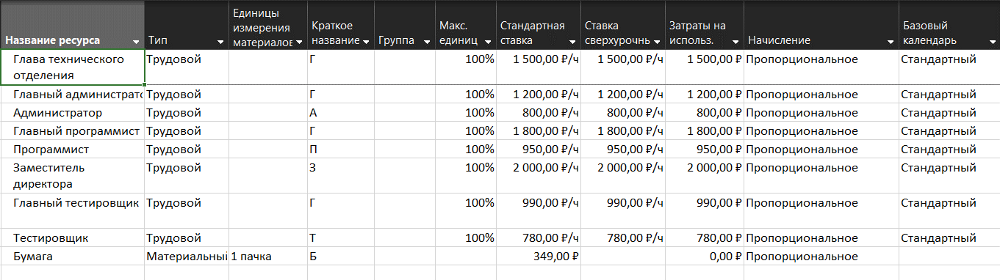 Название ресурса Тип Единицы измерения материалов Краткое название Группа Макс. единиц Стандартная ставка Ставка сверхурочнь Затраты на использ. Начисление Базовый календарь
Глава технического отделения Трудовой Г 100% 1 500,00 ₽/ч 1 500,00 ₽/ч 1 500,00 ₽ Пропорциональное Стандартный
Главный администрато Трудовой Г 100% 1 200,00 ₽/ч 1 200,00 ₽/ч 1 200,00 ₽ Пропорциональное Стандартный
Администратор Трудовой А 100% 800,00 ₽/ч 800,00 ₽/ч 800,00 ₽ Пропорциональное Стандартный
Главный программист Трудовой Г 100% 1 800,00 ₽/ч 1 800,00 ₽/ч 1 800,00 ₽ Пропорциональное Стандартный
Программист Трудовой П 100% 950,00 ₽/ч 950,00 ₽/ч 950,00 ₽ Пропорциональное Стандартный
Заместитель директора Трудовой З 100% 2 000,00 ₽/ч 2 000,00 ₽/ч 2 000,00 ₽ Пропорциональное Стандартный
Главный тестировщик Трудовой Г 100% 990,00 ₽/ч 990,00 ₽/ч 990,00 ₽ Пропорциональное Стандартный
Тестировщик Трудовой Т 100% 780,00 ₽/ч 780,00 ₽/ч 780,00 ₽ Пропорциональное Стандартный
Бумага Материальный 1 пачка Б 349,00 ₽ 0,00 ₽ Пропорциональное